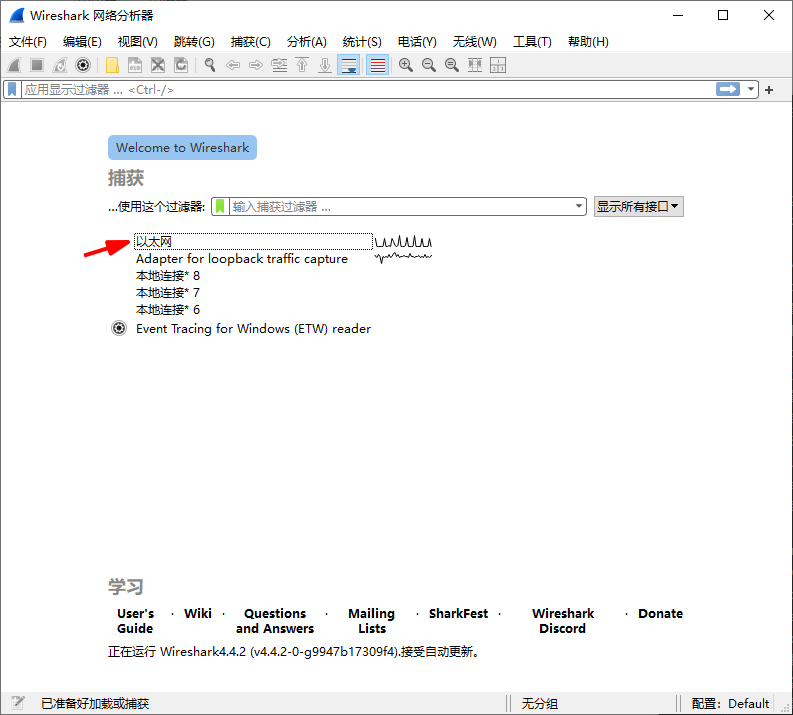 Wireshark 网络分析器
文件(F) 编辑(E) 视图(V) 跳转(G) 捕获(C) 分析(A) 统计(S) 电话(Y) 无线(W) 工具(T) 帮助(H)
应用显示过滤器 … <Ctrl-/>
Welcome to Wireshark
捕获
…使用这个过滤器: 输入捕获过滤器 … 显示所有接口
以太网
Adapter for loopback traffic capture
本地连接* 8
本地连接* 7
本地连接* 6
Event Tracing for Windows (ETW) reader
学习
User's Guide · Wiki · Questions and Answers · Mailing Lists · SharkFest · Wireshark Discord · Donate
正在运行 Wireshark4.4.2 (v4.4.2-0-g9947b17309f4).接受自动更新。
已准备好加载或捕获 无分组 配置: Default